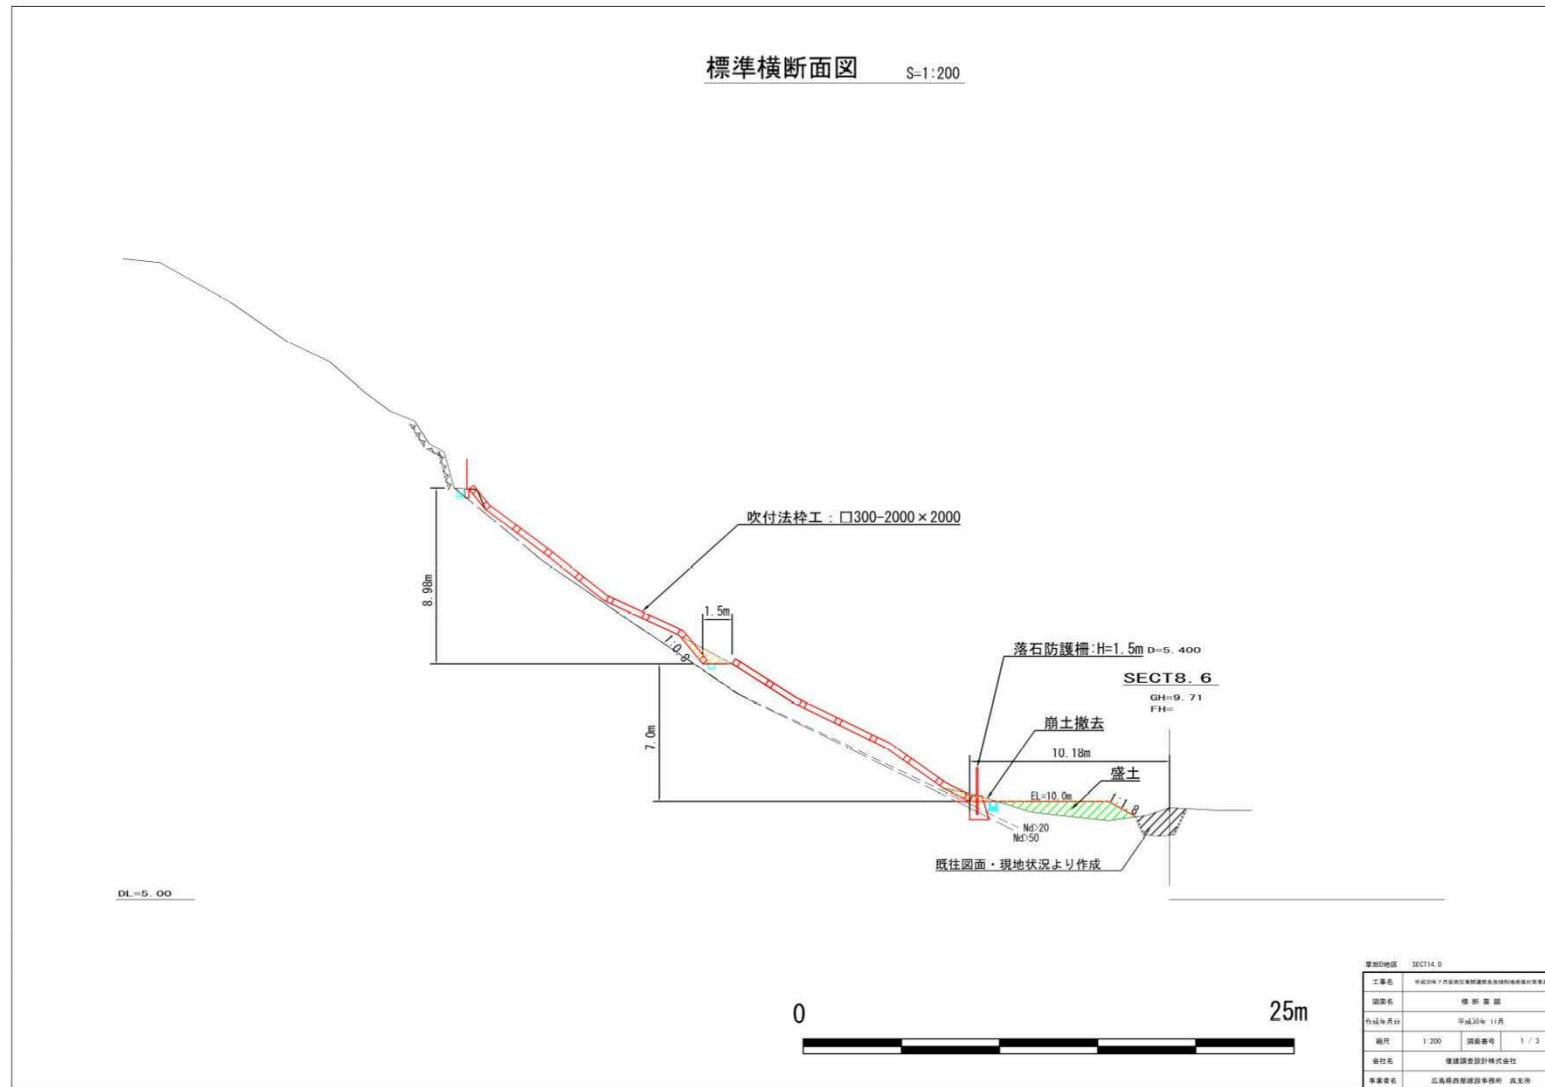 標準横断面図 S=1:200
吹付法枠工：□300-2000×2000
8.98m
1.5m
1:0.8
落石防護柵:H=1.5m D=5.400
SECT8.6
GH=9.71
FH=
崩土撤去
7.0m
10.18m
盛土
EL=10.0m
1:1.8
Nd>20
Nd>50
既往図面・現地状況より作成
DL=5.00
SECT14.0
工事名
図面名 横断面図
作成年月日 平成30年 11月
縮尺 1:200 図面番号 1 / 3
会社名 復建調査設計株式会社
事業者名 広島県西部建設事務所 呉支所
0 25m